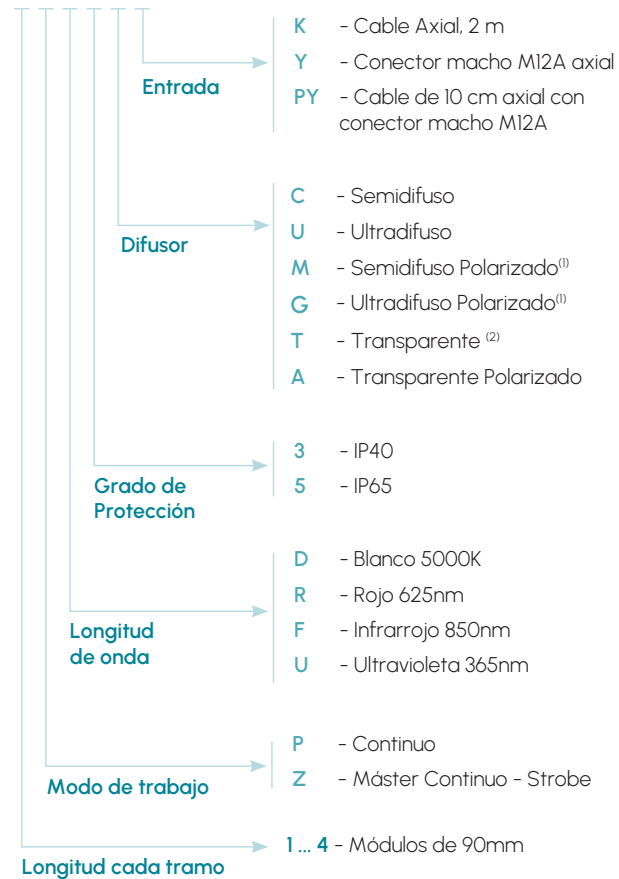 K - Cable Axial, 2 m
Y - Conector macho M12A axial
Entrada
PY - Cable de 10 cm axial con
conector macho M12A
C - Semidifuso
U - Ultradifuso
Difusor
M - Semidifuso Polarizado(1)
G - Ultradifuso Polarizado(1)
T - Transparente (2)
A - Transparente Polarizado
3 - IP40
5 - IP65
Grado de
Protección
D - Blanco 5000K
R - Rojo 625nm
F - Infrarrojo 850nm
U - Ultravioleta 365nm
Longitud
de onda
P - Continuo
Z - Máster Continuo - Strobe
Modo de trabajo
1 ... 4 - Módulos de 90mm
Longitud cada tramo